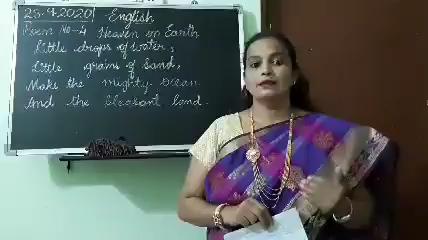 25.9.2020 English
Poem No-4 Heaven on Earth
Little drops of water,
Little grains of Sand,
Make the mighty Ocean
And the pleasant land.